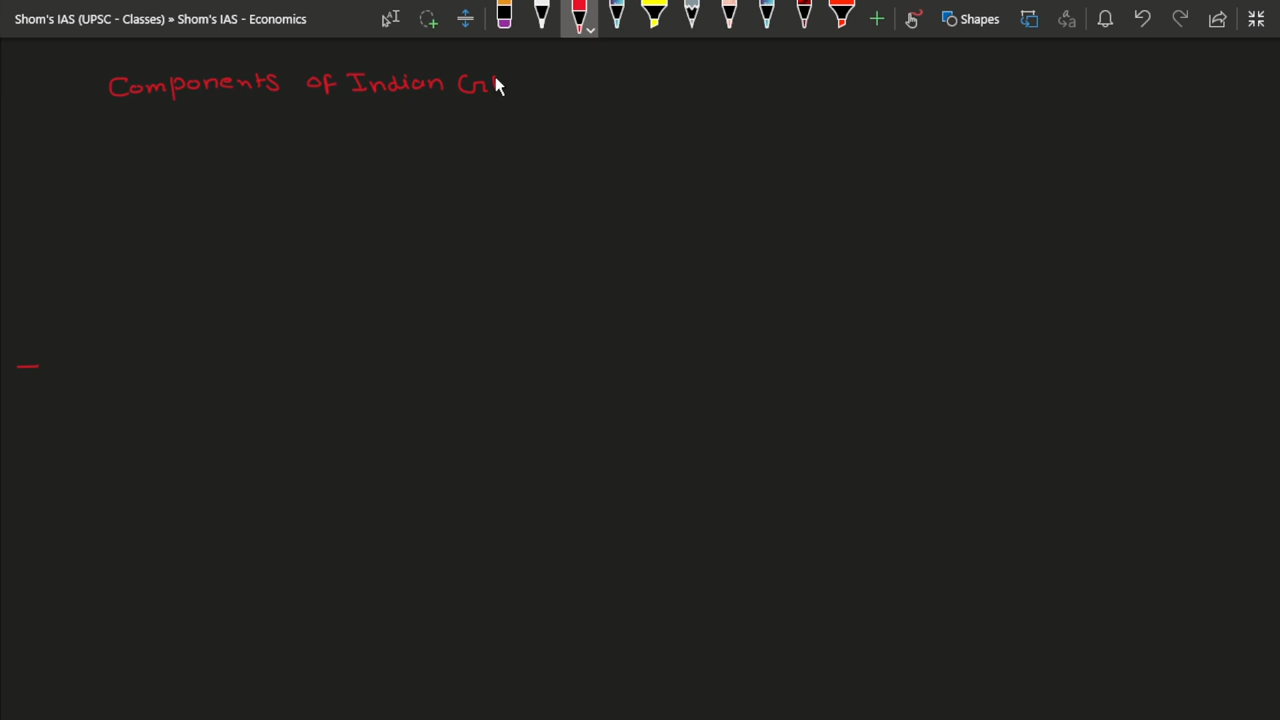 Shom's IAS (UPSC - Classes) » Shom's IAS - Economics
Shapes
Components of Indian